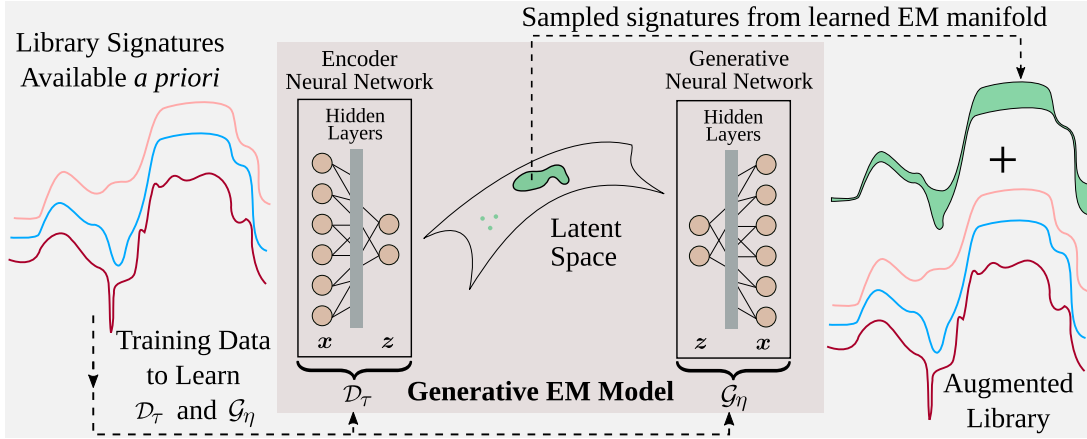 Sampled signatures from learned EM manifold
Library Signatures
Available a priori
Encoder
Neural Network
Hidden
Layers
x z
Generative
Neural Network
Hidden
Layers
z x
Latent
Space
+
Training Data
to Learn
𝒟τ and 𝒢η
𝒟τ
Generative EM Model
𝒢η
Augmented
Library